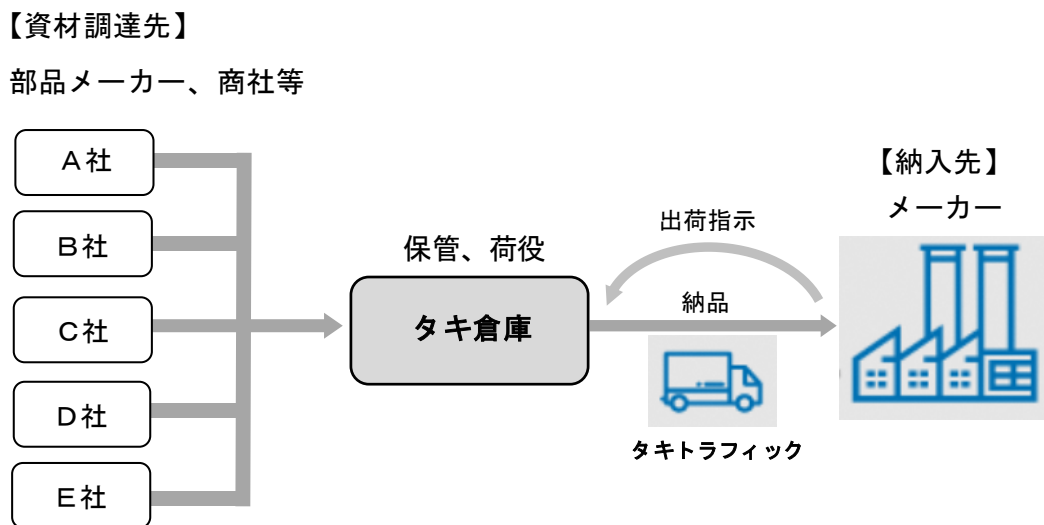 【資材調達先】
部品メーカー、商社等
Ａ社
Ｂ社
Ｃ社
Ｄ社
Ｅ社
保管、荷役
タキ倉庫
出荷指示
納品
タキトラフィック
【納入先】
メーカー